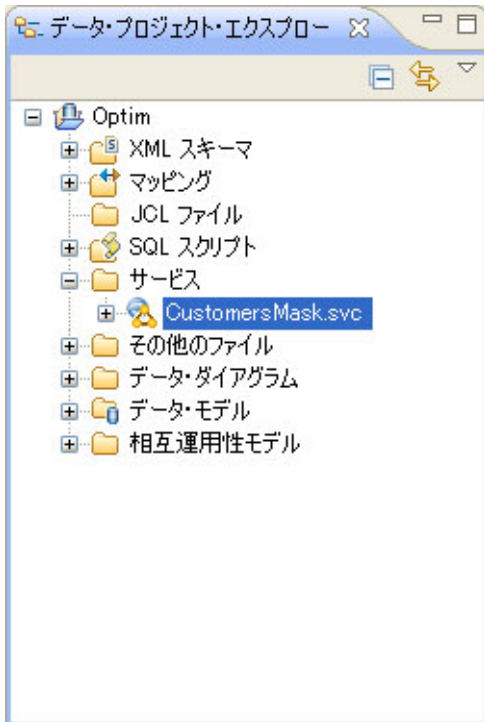 データ・プロジェクト・エクスプロー
Optim
XML スキーマ
マッピング
JCL ファイル
SQL スクリプト
サービス
CustomersMask.svc
その他のファイル
データ・ダイアグラム
データ・モデル
相互運用性モデル